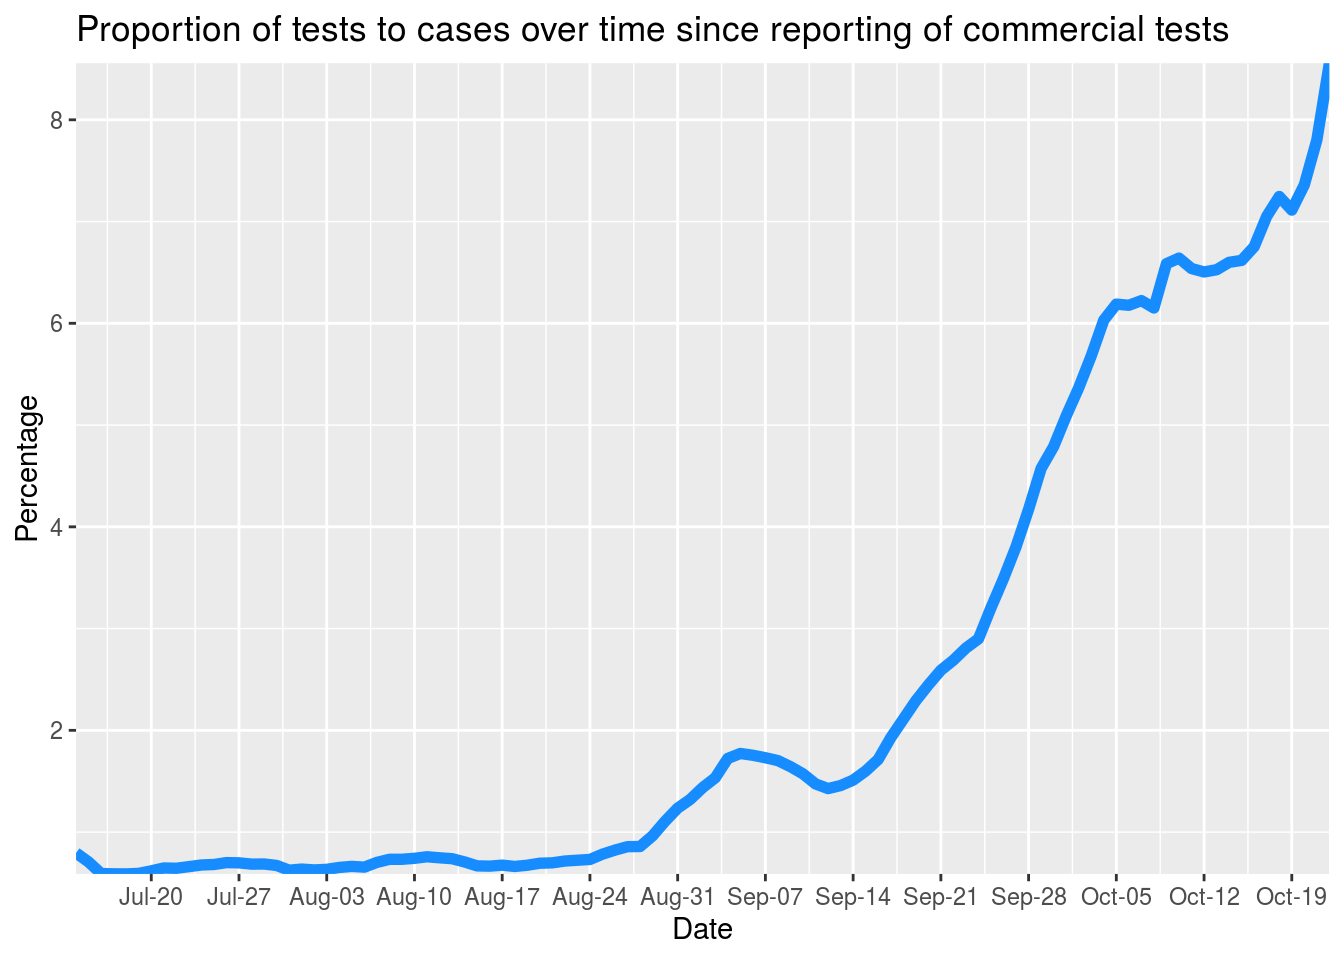 Proportion of tests to cases over time since reporting of commercial tests
8
6
4
2
Percentage
Jul-20 Jul-27 Aug-03 Aug-10 Aug-17 Aug-24 Aug-31 Sep-07 Sep-14 Sep-21 Sep-28 Oct-05 Oct-12 Oct-19
Date